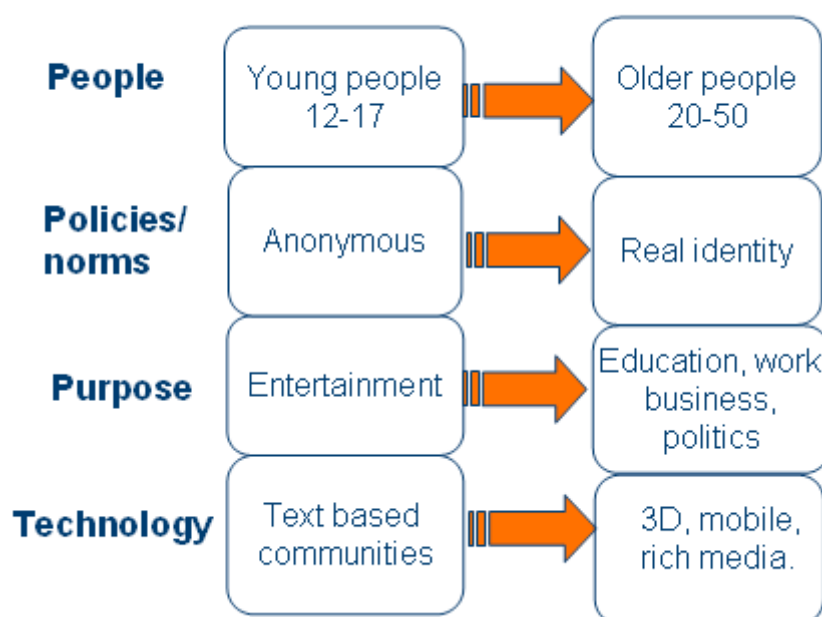 People
Young people
12-17
Older people
20-50
Policies/
norms
Anonymous
Real identity
Purpose
Entertainment
Education, work
business,
politics
Technology
Text based
communities
3D, mobile,
rich media.